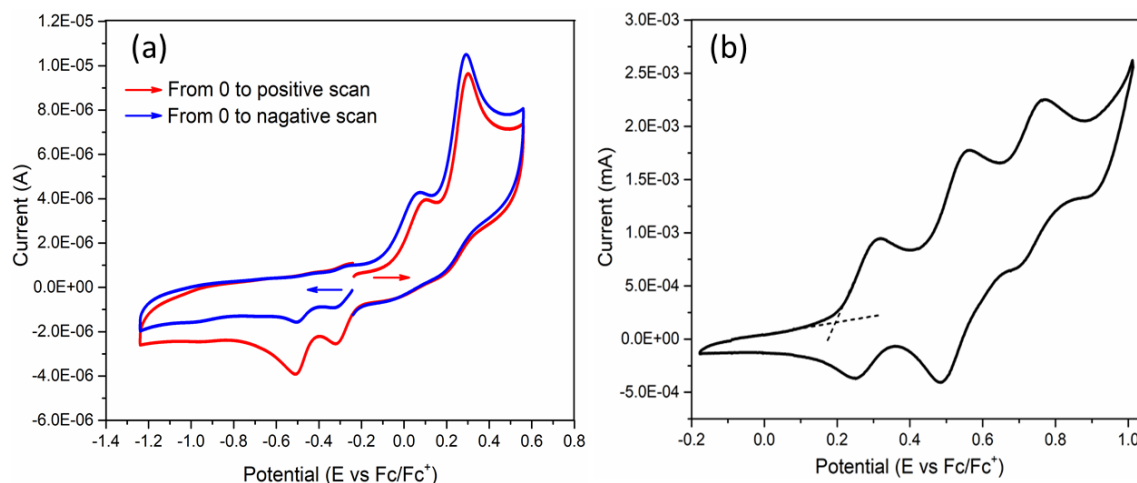 (a)
From 0 to positive scan
From 0 to nagative scan
Current (A)
1.2E-05
1.0E-05
8.0E-06
6.0E-06
4.0E-06
2.0E-06
0.0E+00
-2.0E-06
-4.0E-06
-6.0E-06
-1.4 -1.2 -1.0 -0.8 -0.6 -0.4 -0.2 0.0 0.2 0.4 0.6 0.8
Potential (E vs Fc/Fc⁺)
(b)
Current (mA)
3.0E-03
2.5E-03
2.0E-03
1.5E-03
1.0E-03
5.0E-04
0.0E+00
-5.0E-04
-0.2 0.0 0.2 0.4 0.6 0.8 1.0
Potential (E vs Fc/Fc⁺)